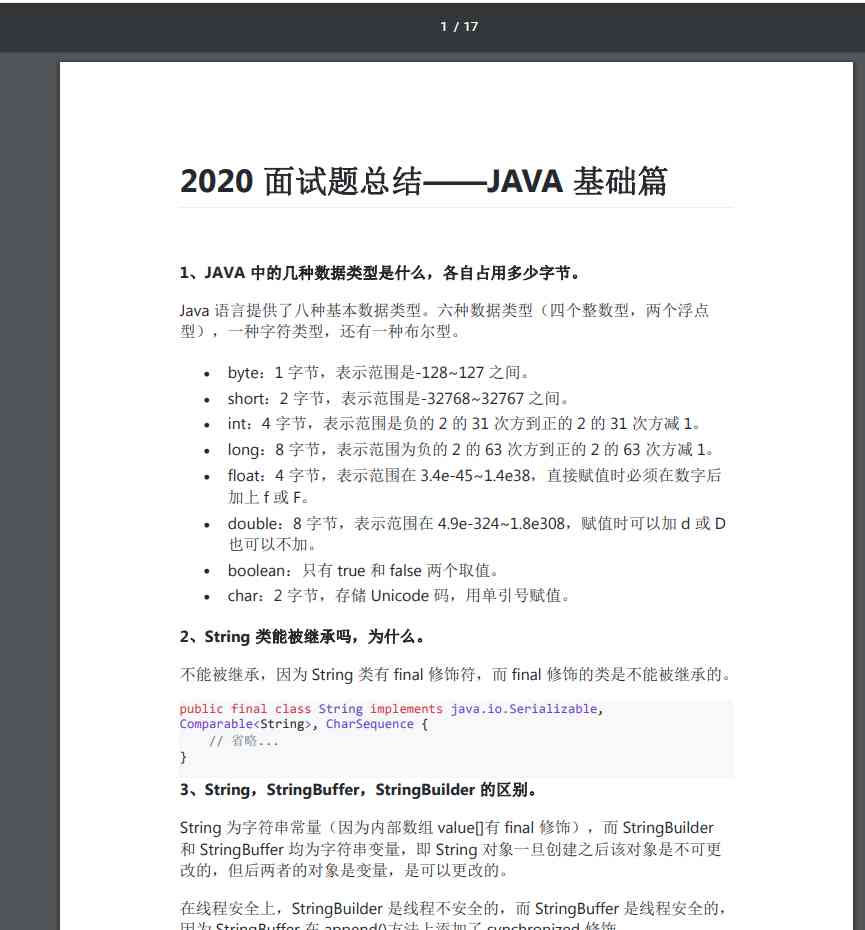 1 / 17
2020 面试题总结——JAVA 基础篇
1、JAVA 中的几种数据类型是什么，各自占用多少字节。
Java 语言提供了八种基本数据类型。六种数据类型（四个整数型，两个浮点
型），一种字符类型，还有一种布尔型。
• byte：1 字节，表示范围是-128~127 之间。
• short：2 字节，表示范围是-32768~32767 之间。
• int：4 字节，表示范围是负的 2 的 31 次方到正的 2 的 31 次方减 1。
• long：8 字节，表示范围为负的 2 的 63 次方到正的 2 的 63 次方减 1。
• float：4 字节，表示范围在 3.4e-45~1.4e38，直接赋值时必须在数字后
加上 f 或 F。
• double：8 字节，表示范围在 4.9e-324~1.8e308，赋值时可以加 d 或 D
也可以不加。
• boolean：只有 true 和 false 两个取值。
• char：2 字节，存储 Unicode 码，用单引号赋值。
2、String 类能被继承吗，为什么。
不能被继承，因为 String 类有 final 修饰符，而 final 修饰的类是不能被继承的。
public final class String implements java.io.Serializable,
Comparable<String>, CharSequence {
// 省略...
}
3、String，StringBuffer，StringBuilder 的区别。
String 为字符串常量（因为内部数组 value[]有 final 修饰），而 StringBuilder
和 StringBuffer 均为字符串变量，即 String 对象一旦创建之后该对象是不可更
改的，但后两者的对象是变量，是可以更改的。
在线程安全上，StringBuilder 是线程不安全的，而 StringBuffer 是线程安全的，
因为 StringBuffer 在 append()方法上添加了 synchronized 修饰